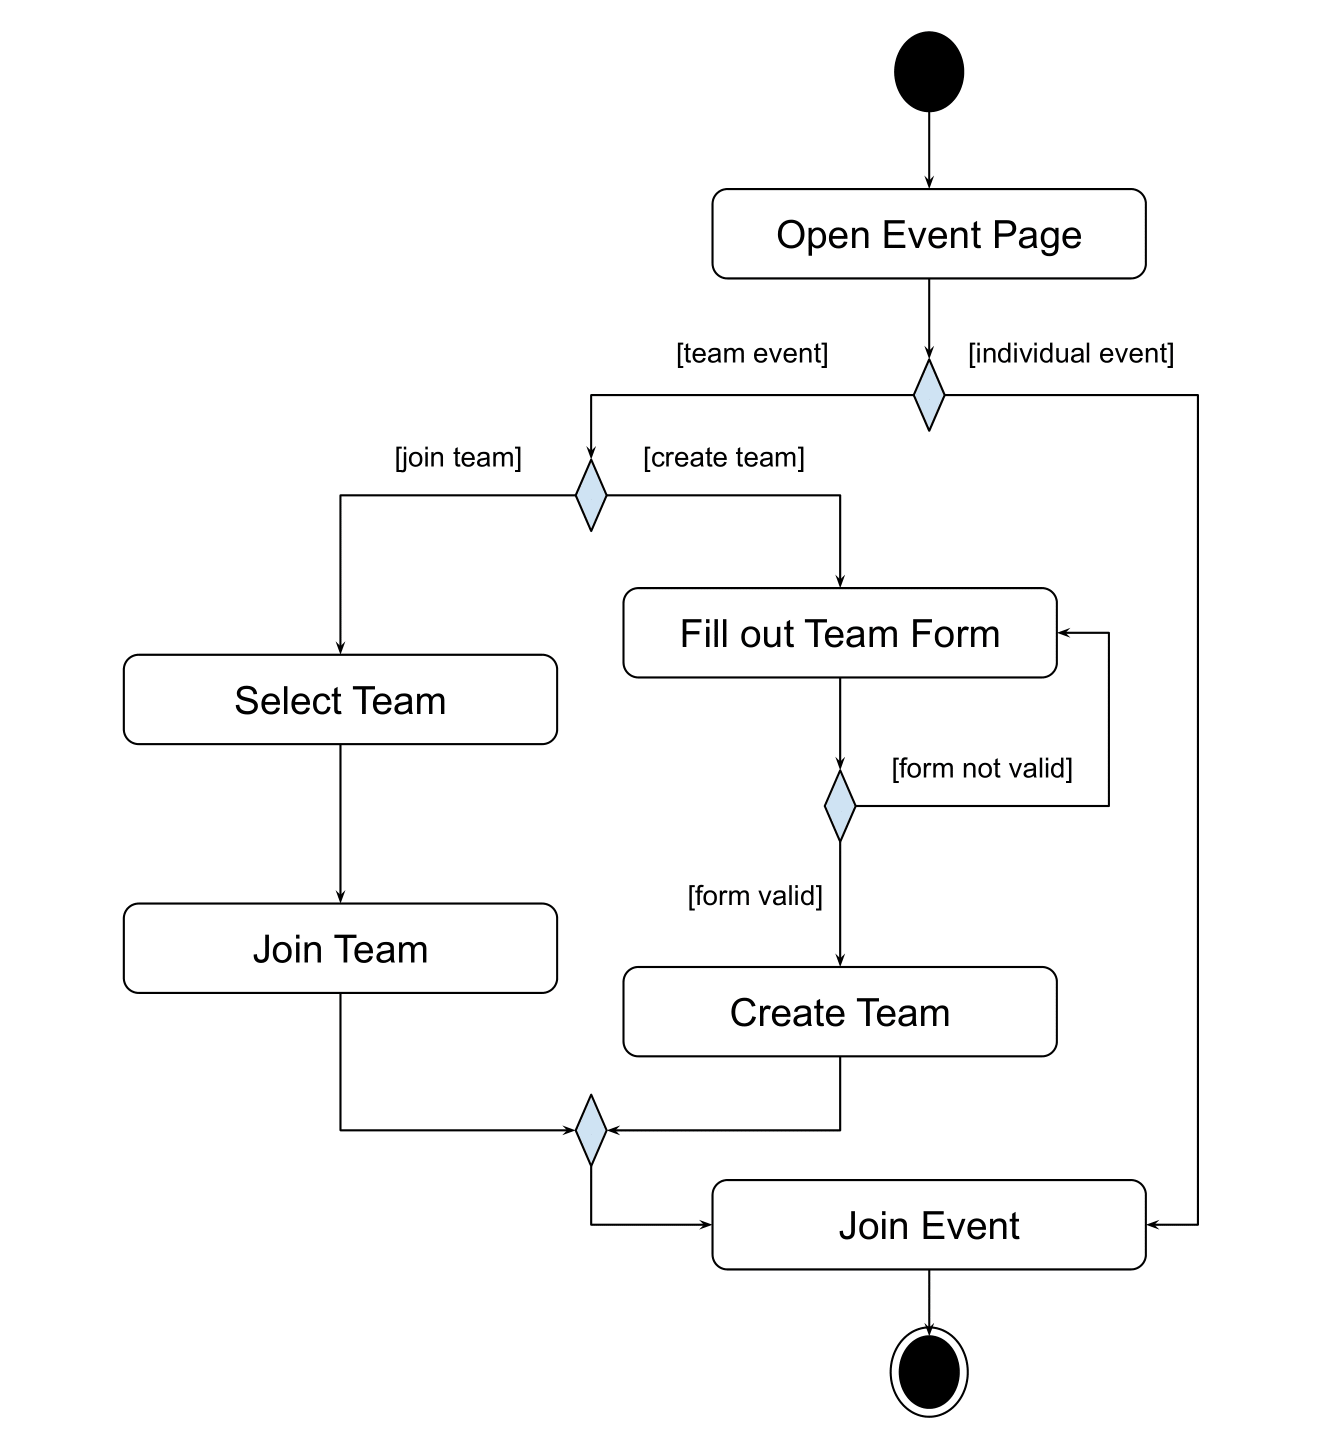 Open Event Page
[team event]
[individual event]
[join team]
[create team]
Fill out Team Form
Select Team
[form not valid]
[form valid]
Join Team
Create Team
Join Event